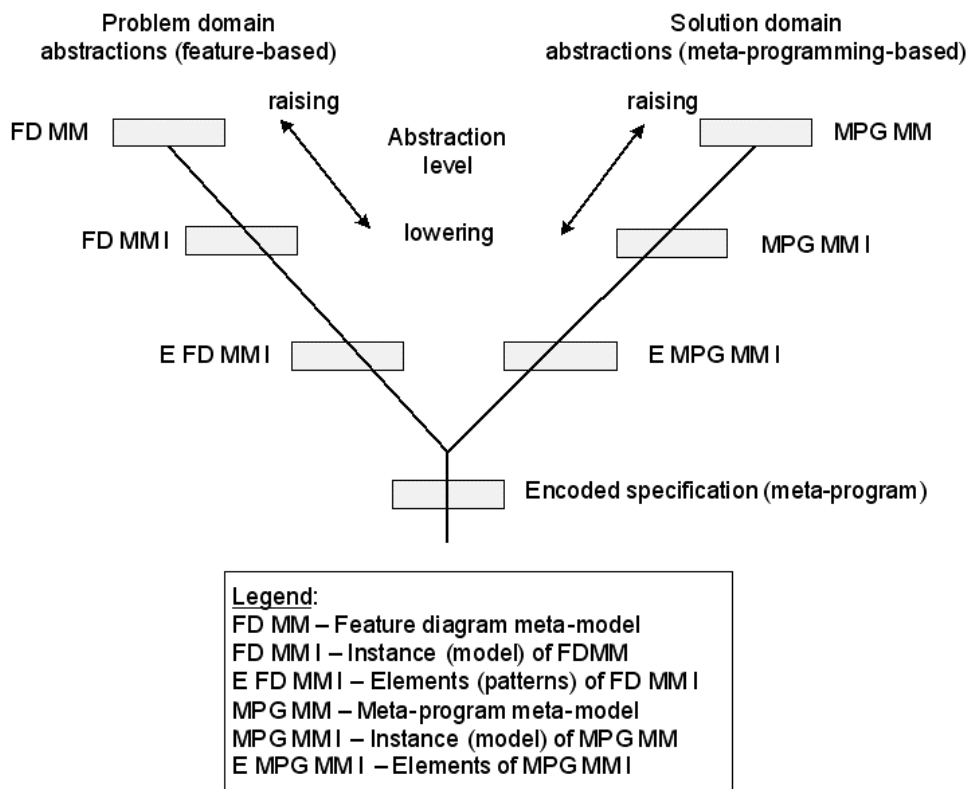 Problem domain
abstractions (feature-based)
Solution domain
abstractions (meta-programming-based)
raising
raising
FD MM
Abstraction
level
MPG MM
FD MM I
lowering
MPG MM I
E FD MM I
E MPG MM I
Encoded specification (meta-program)
Legend:
FD MM – Feature diagram meta-model
FD MM I – Instance (model) of FDMM
E FD MM I – Elements (patterns) of FD MM I
MPG MM – Meta-program meta-model
MPG MM I – Instance (model) of MPG MM
E MPG MM I – Elements of MPG MM I